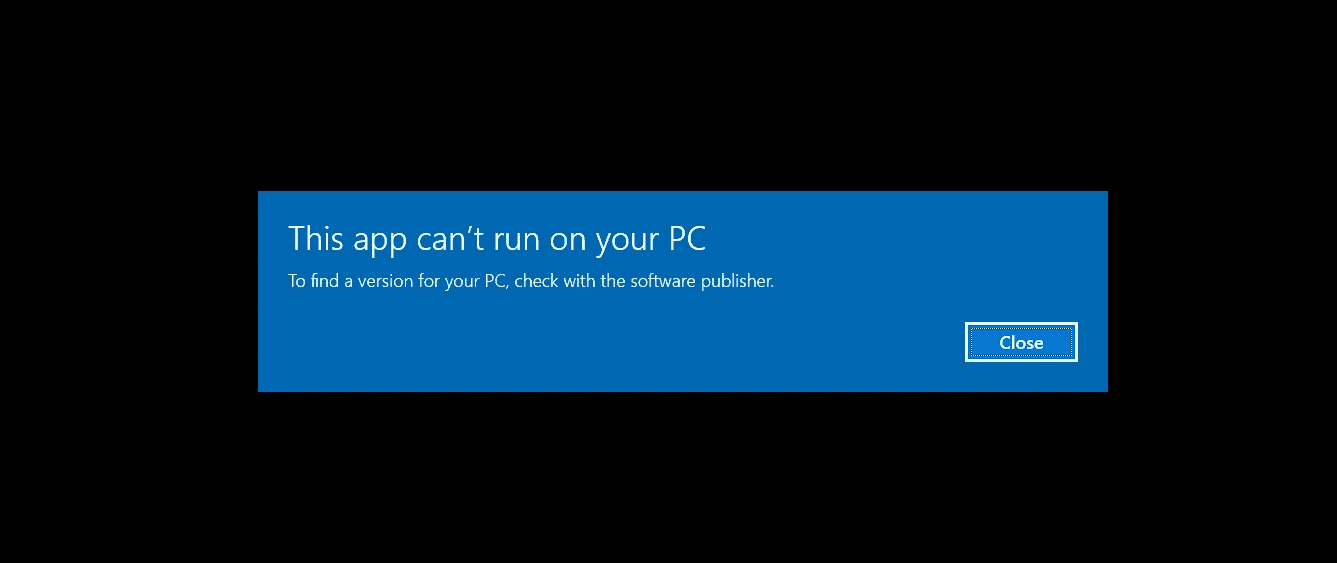 This app can’t run on your PC
To find a version for your PC, check with the software publisher.
Close